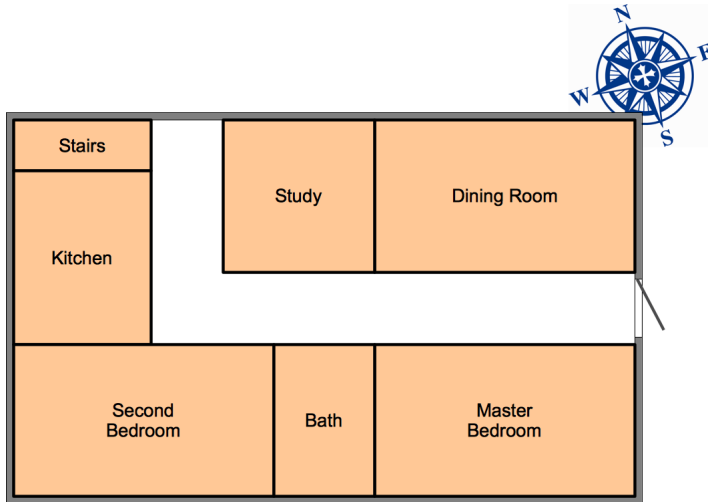 N
E
W
S
Stairs
Study
Dining Room
Kitchen
Second
Bedroom
Bath
Master
Bedroom